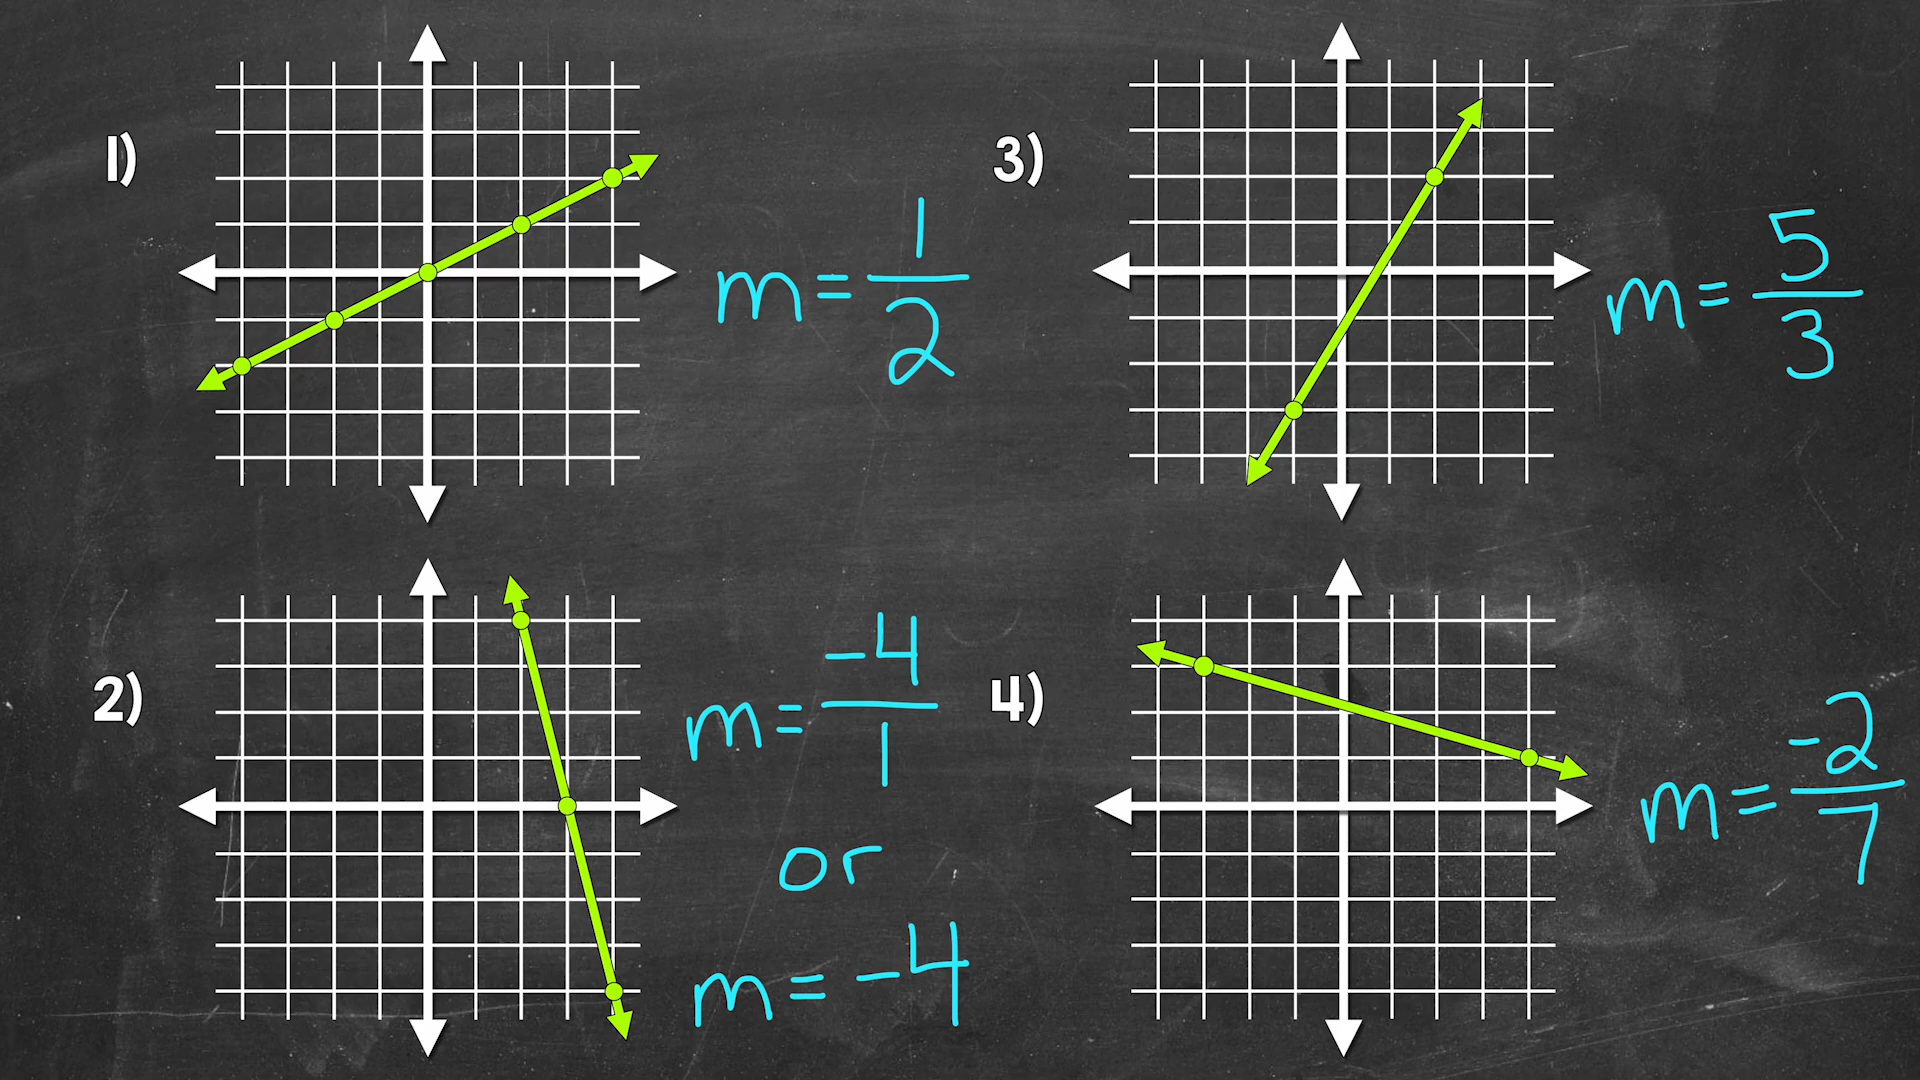 1)
m = 1/2
2)
m = -4/1
or
m = -4
3)
m = 5/3
4)
m = -2/7